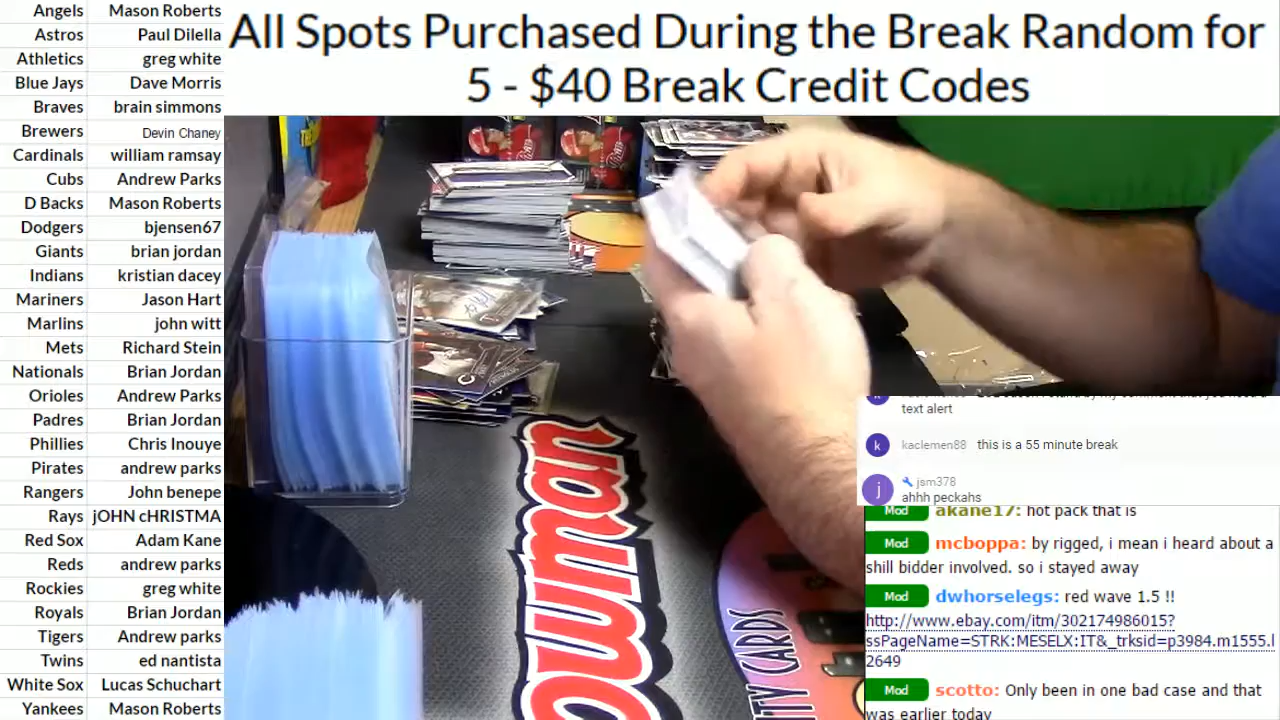 All Spots Purchased During the Break Random for
5 - $40 Break Credit Codes
Angels Mason Roberts
Astros Paul Dilella
Athletics greg white
Blue Jays Dave Morris
Braves brain simmons
Brewers Devin Chaney
Cardinals william ramsay
Cubs Andrew Parks
D Backs Mason Roberts
Dodgers bjensen67
Giants brian jordan
Indians kristian dacey
Mariners Jason Hart
Marlins john witt
Mets Richard Stein
Nationals Brian Jordan
Orioles Andrew Parks
Padres Brian Jordan
Phillies Chris Inouye
Pirates andrew parks
Rangers John benepe
Rays jOHN cHRISTMA
Red Sox Adam Kane
Reds andrew parks
Rockies greg white
Royals Brian Jordan
Tigers Andrew parks
Twins ed nantista
White Sox Lucas Schuchart
Yankees Mason Roberts
owman
ITY CARDS
text alert
k kaclemen88 this is a 55 minute break
j jsm378
ahhh peckahs
Mod akane17: hot pack that is
Mod mcboppa: by rigged, i mean i heard about a
shill bidder involved. so i stayed away
Mod dwhorselegs: red wave 1.5 !!
http://www.ebay.com/itm/302174986015?
ssPageName=STRK:MESELX:IT&_trksid=p3984.m1555.l
2649
Mod scotto: Only been in one bad case and that
was earlier today